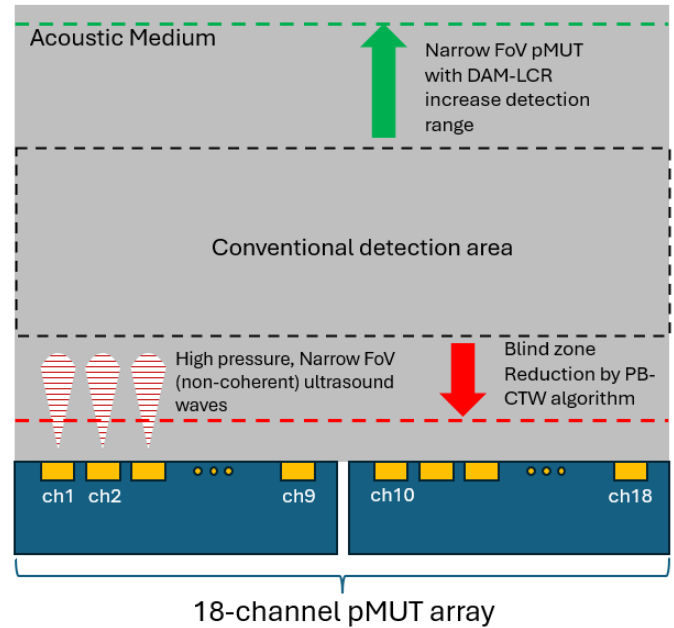 Acoustic Medium
Narrow FoV pMUT
with DAM-LCR
increase detection
range
Conventional detection area
High pressure, Narrow FoV
(non-coherent) ultrasound
waves
Blind zone
Reduction by PB-
CTW algorithm
ch1
ch2
ch9
ch10
ch18
18-channel pMUT array